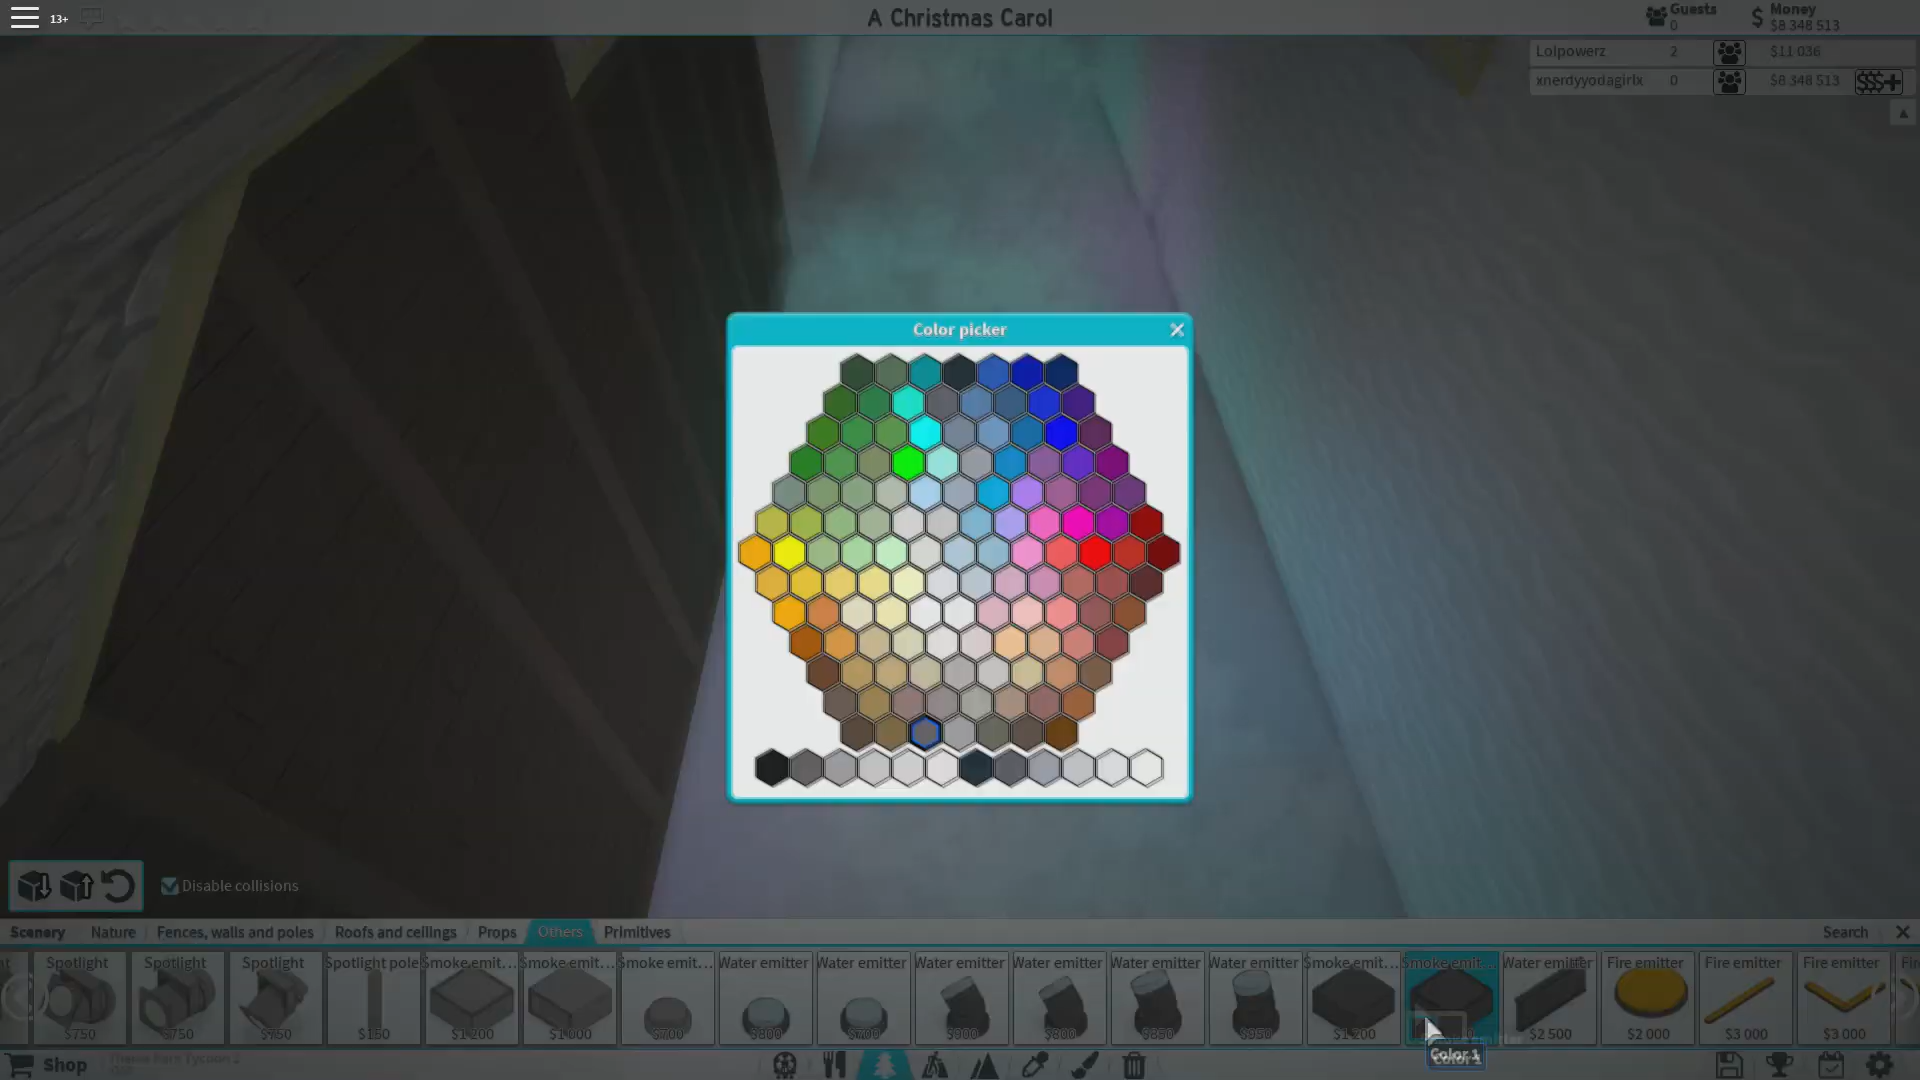 13+
A Christmas Carol
Guests
0
Money
$8 348 513
Lolpowerz 2 $11 036
xnerdyyodagirlx 0 $8 348 513 $$$+
Color picker
Disable collisions
Scenery Nature Fences, walls and poles Roofs and ceilings Props Others Primitives Search
Spotlight Spotlight Spotlight Spotlight pole Smoke emit... Smoke emit... Smoke emit... Water emitter Water emitter Water emitter Water emitter Water emitter Water emitter Smoke emit... Smoke emit... Water emitter Fire emitter Fire emitter Fire emitter
$750 $750 $750 $150 $1 200 $1 000 $700 $800 $700 $900 $800 $850 $950 $1 200 $2 500 $2 000 $3 000 $3 000
Color 1
Shop
Theme Park Tycoon 2